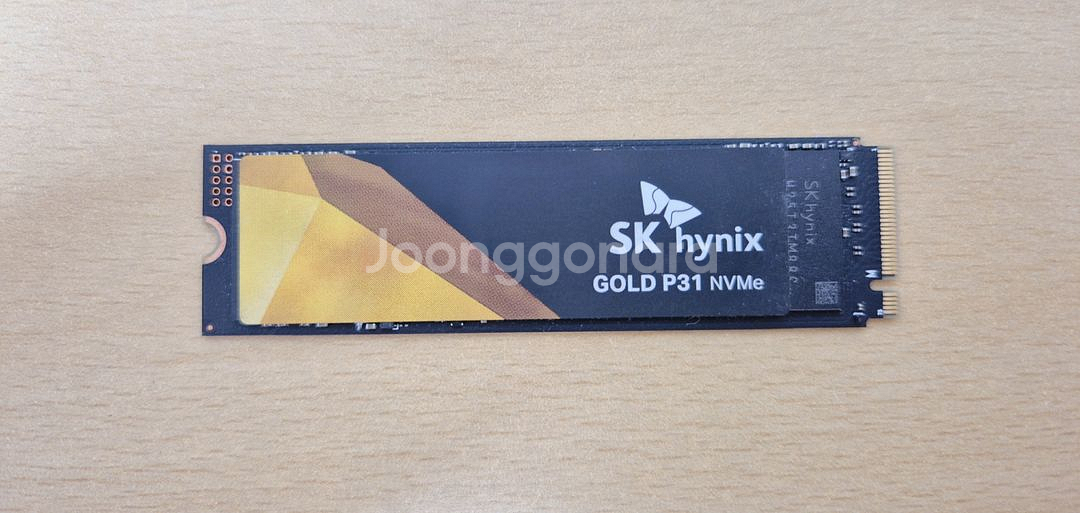 SK hynix
GOLD P31 NVMe
SK hynix
M
Joonggonara